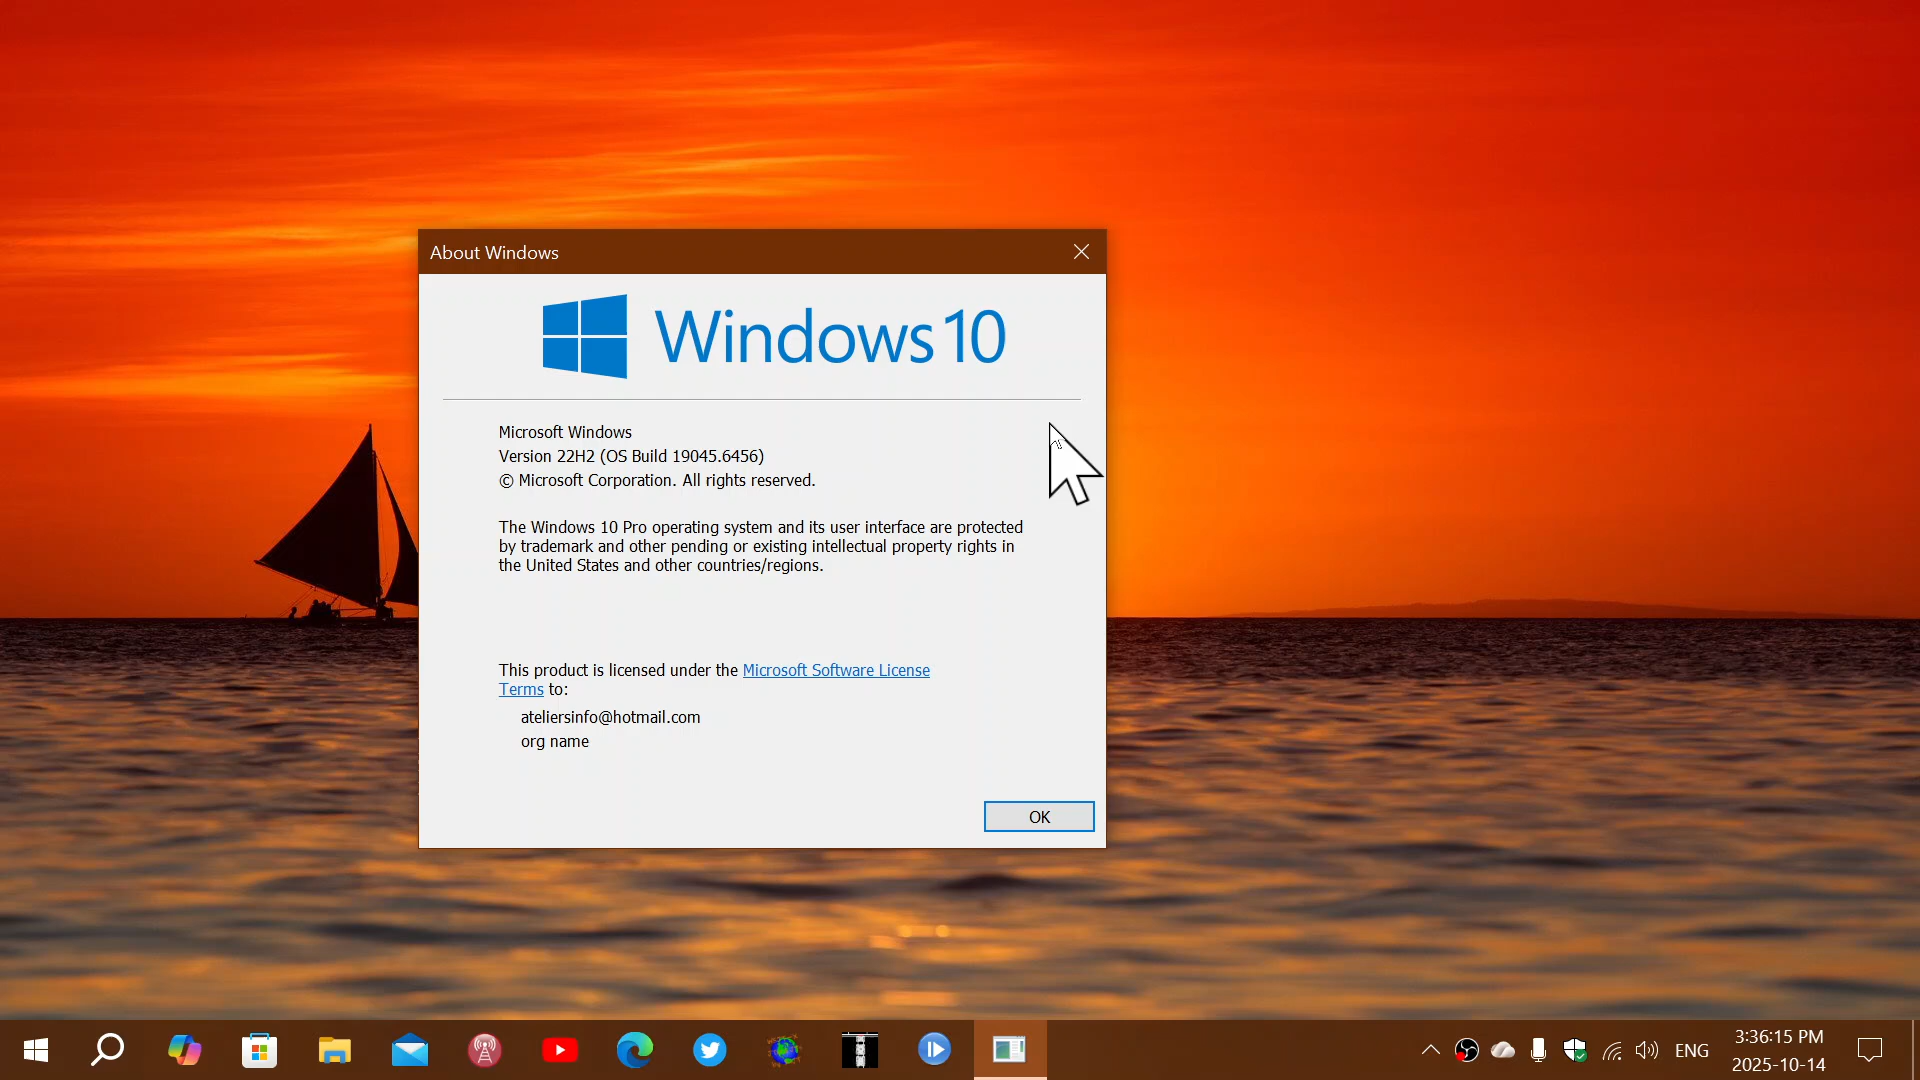 About Windows
Windows 10
Microsoft Windows
Version 22H2 (OS Build 19045.6456)
© Microsoft Corporation. All rights reserved.
The Windows 10 Pro operating system and its user interface are protected
by trademark and other pending or existing intellectual property rights in
the United States and other countries/regions.
This product is licensed under the Microsoft Software License
Terms to:
ateliersinfo@hotmail.com
org name
OK
ENG
3:36:15 PM
2025-10-14